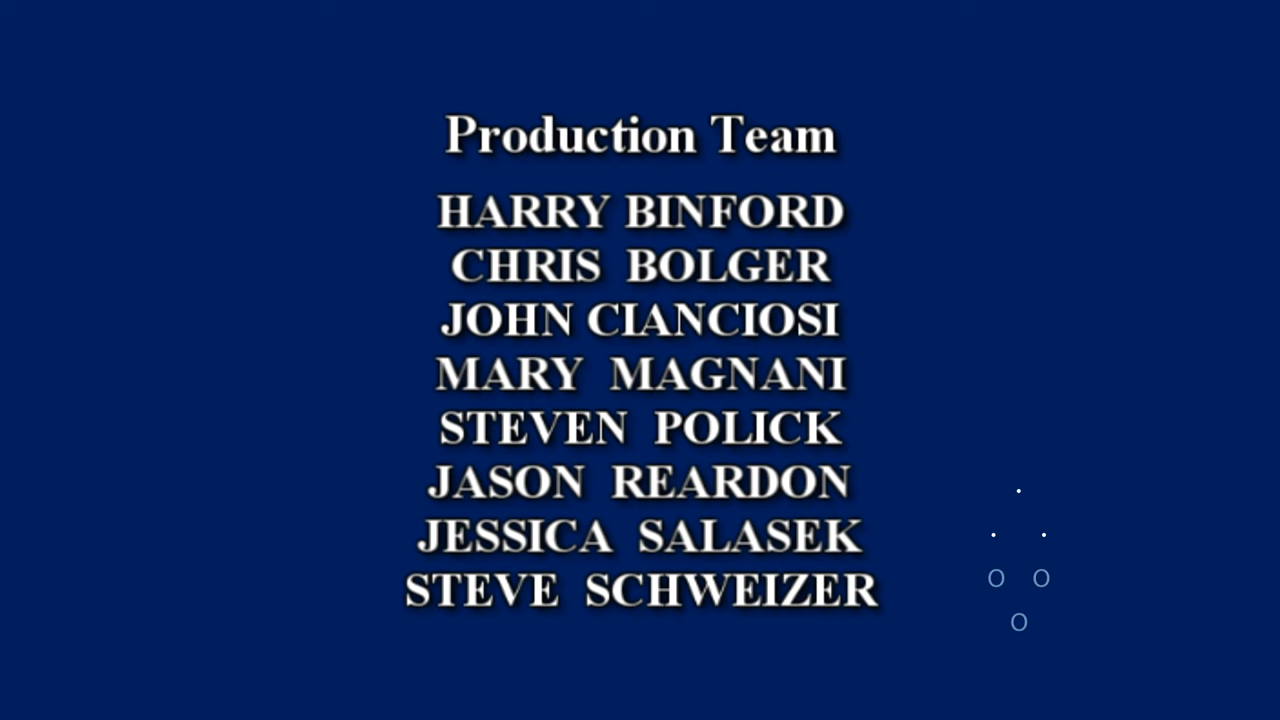 Production Team
HARRY BINFORD
CHRIS BOLGER
JOHN CIANCIOSI
MARY MAGNANI
STEVEN POLICK
JASON REARDON
JESSICA SALASEK
STEVE SCHWEIZER
.
. .
O O
O